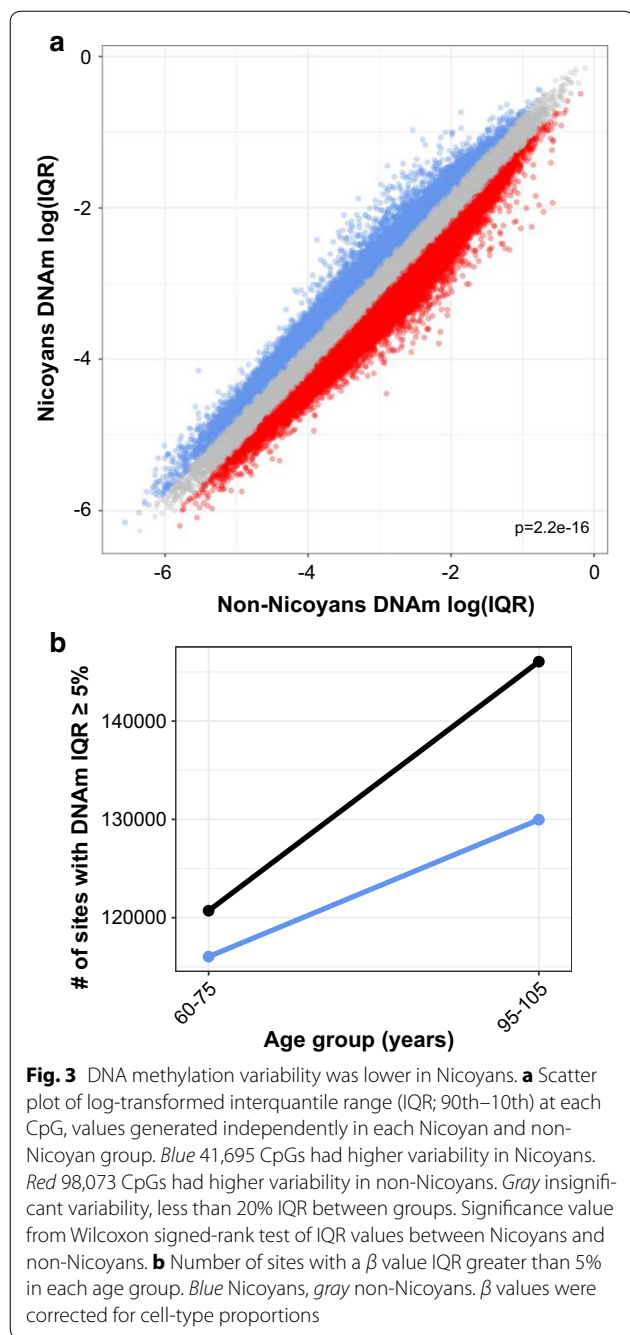 a
0
-2
-4
-6
Nicoyans DNAm log(IQR)
p=2.2e-16
-6 -4 -2 0
Non-Nicoyans DNAm log(IQR)
b
# of sites with DNAm IQR ≥ 5%
140000
130000
120000
60-75 95-105
Age group (years)
Fig. 3 DNA methylation variability was lower in Nicoyans. a Scatter
plot of log-transformed interquantile range (IQR; 90th–10th) at each
CpG, values generated independently in each Nicoyan and non-
Nicoyan group. Blue 41,695 CpGs had higher variability in Nicoyans.
Red 98,073 CpGs had higher variability in non-Nicoyans. Gray insignifi-
cant variability, less than 20% IQR between groups. Significance value
from Wilcoxon signed-rank test of IQR values between Nicoyans and
non-Nicoyans. b Number of sites with a β value IQR greater than 5%
in each age group. Blue Nicoyans, gray non-Nicoyans. β values were
corrected for cell-type proportions